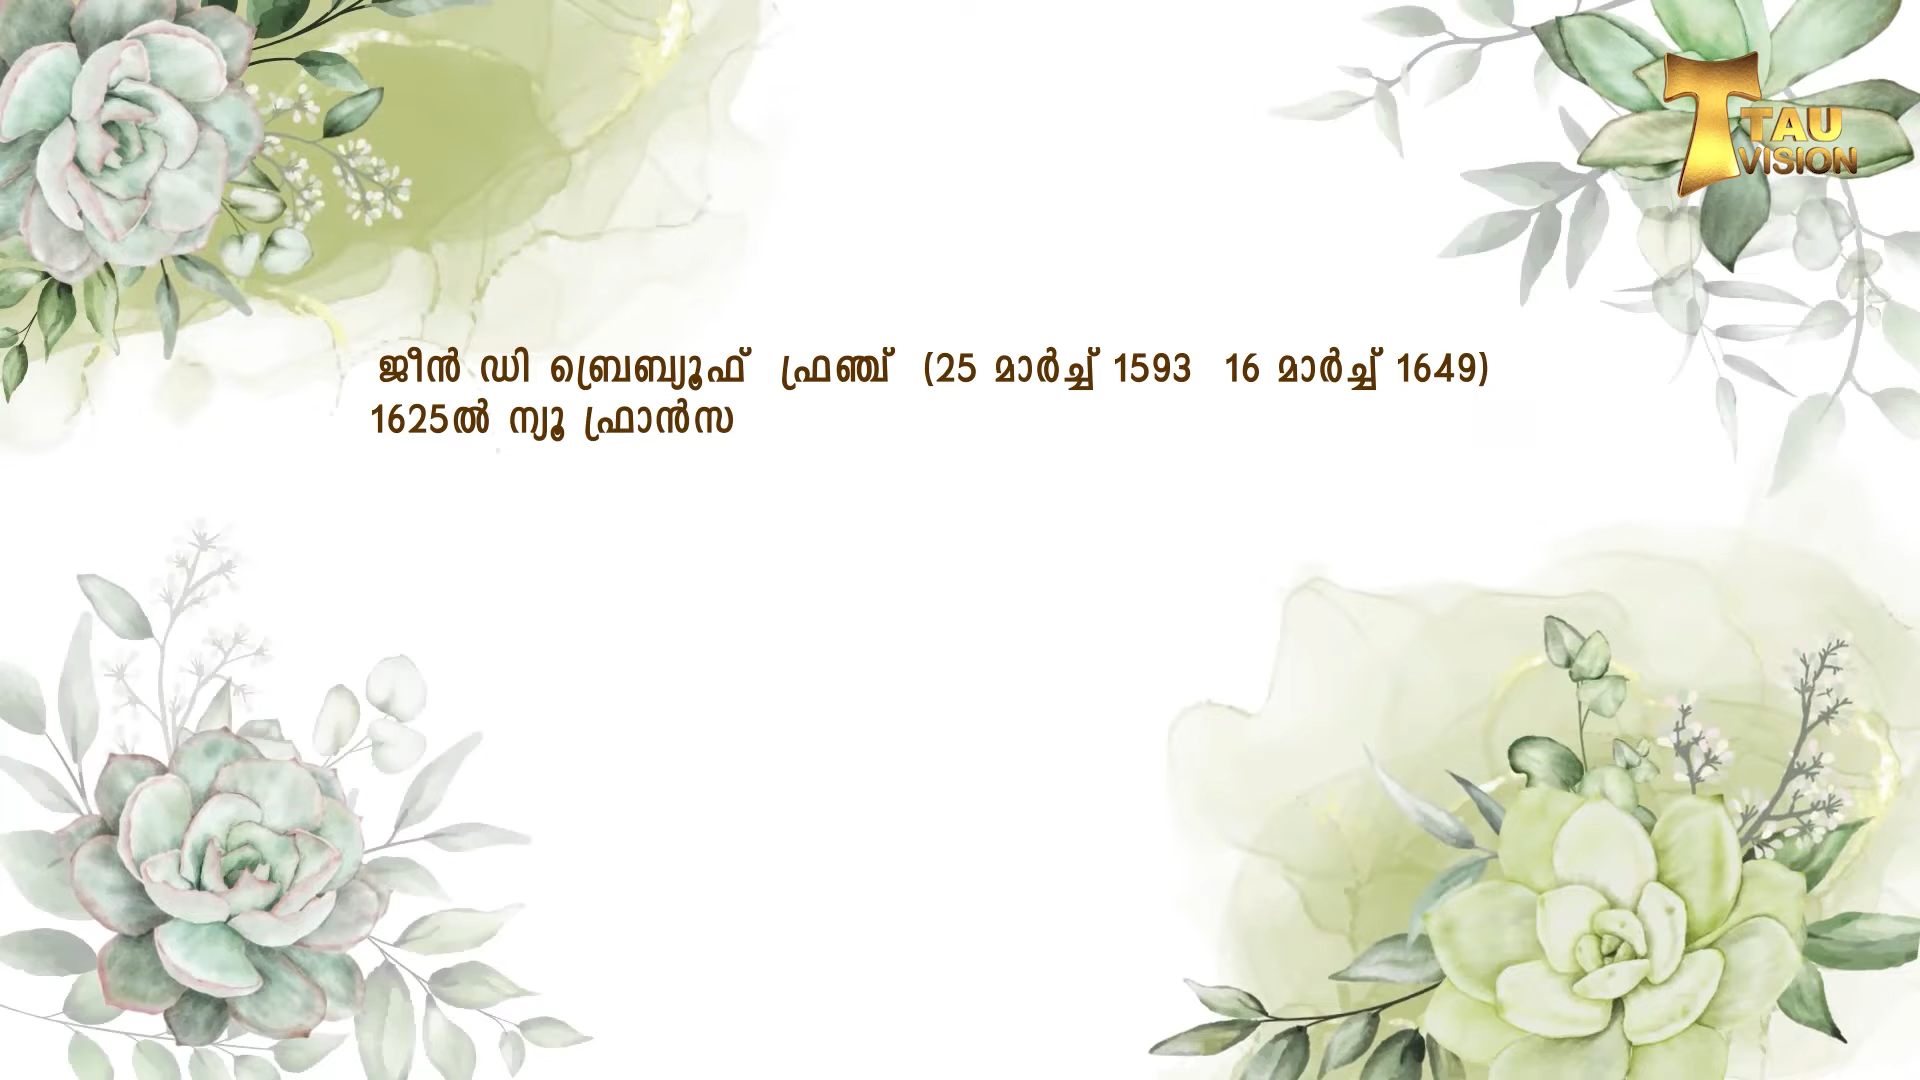 TAU
VISION
ജീൻ ഡി ബ്രെബ്യൂഫ് ഫ്രഞ്ച് (25 മാർച്ച് 1593 16 മാർച്ച് 1649)
1625ൽ ന്യൂ ഫ്രാൻസ